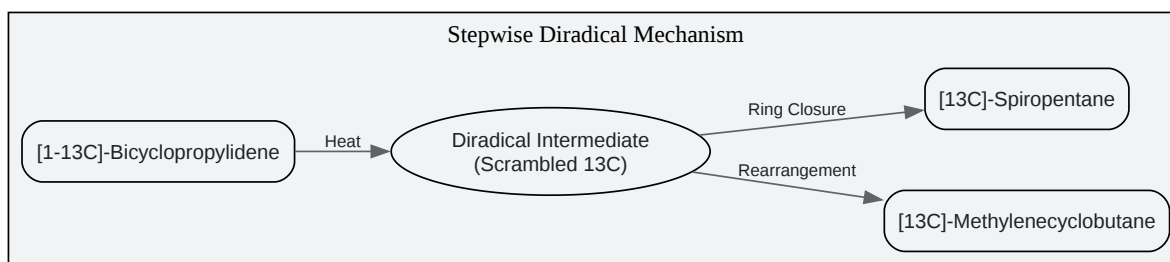 Stepwise Diradical Mechanism
[1-13C]-Bicyclopropylidene
Heat
Diradical Intermediate
(Scrambled 13C)
Ring Closure
[13C]-Spiropentane
Rearrangement
[13C]-Methylenecyclobutane